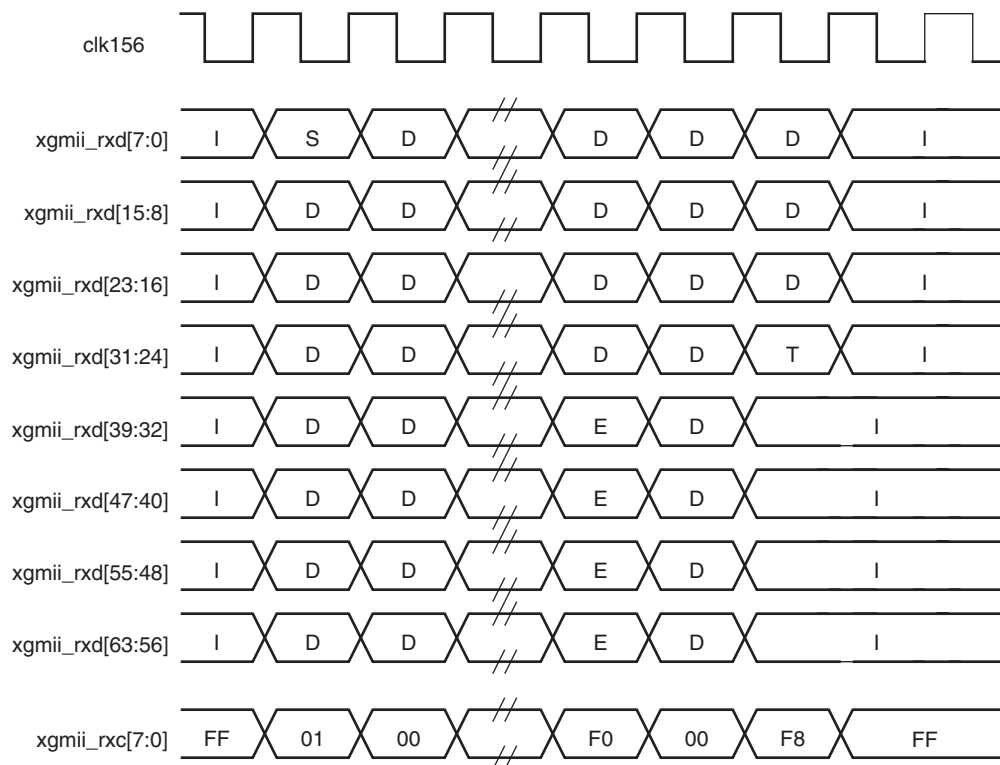 clk156
xgmii_rxd[7:0] I S D D D D I
xgmii_rxd[15:8] I D D D D D I
xgmii_rxd[23:16] I D D D D D I
xgmii_rxd[31:24] I D D D D T I
xgmii_rxd[39:32] I D D E D I
xgmii_rxd[47:40] I D D E D I
xgmii_rxd[55:48] I D D E D I
xgmii_rxd[63:56] I D D E D I
xgmii_rxc[7:0] FF 01 00 F0 00 F8 FF